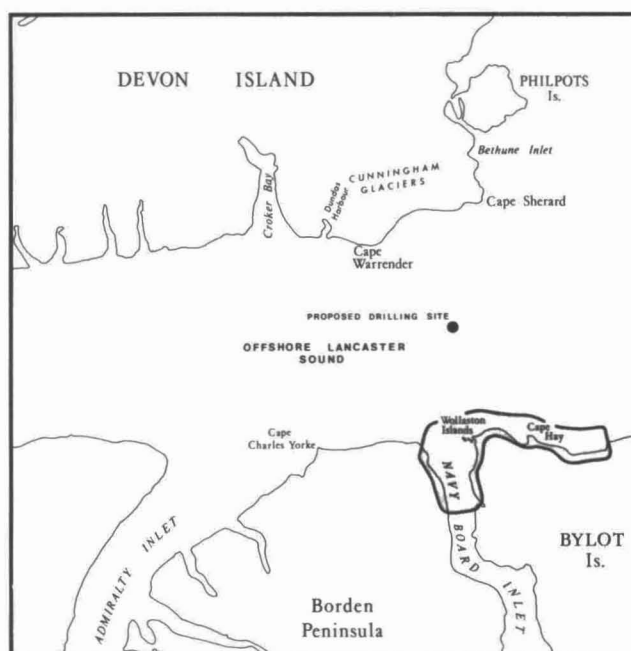 DEVON ISLAND
PHILPOTS
Is.
Bethune Inlet
CUNNINGHAM
GLACIERS
Dundas
Harbour
Croker Bay
Cape Sherard
Cape
Warrender
PROPOSED DRILLING SITE
OFFSHORE LANCASTER
SOUND
Wollaston
Islands
Cape
Hay
Cape
Charles Yorke
NAVY
BOARD
INLET
ADMIRALTY INLET
BYLOT
Is.
Borden
Peninsula